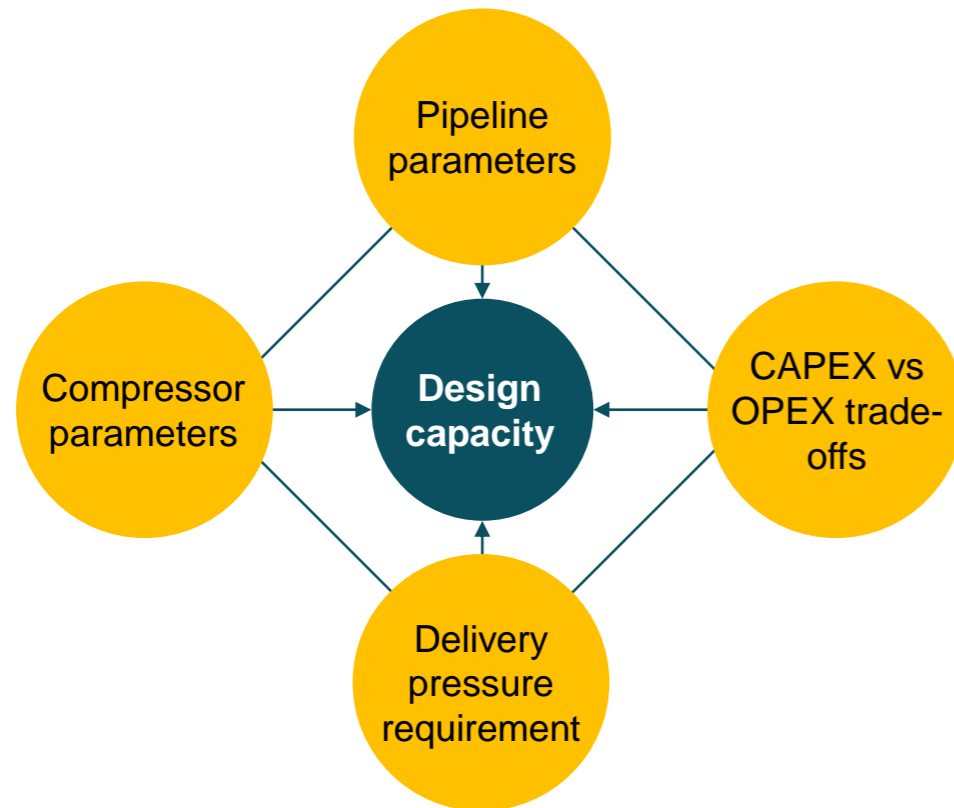 Pipeline
parameters
Compressor
parameters
Design
capacity
CAPEX vs
OPEX trade-
offs
Delivery
pressure
requirement